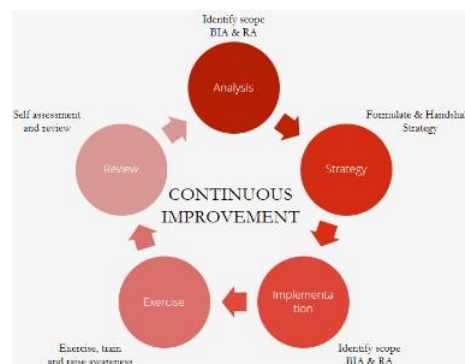 Identify scope
BIA & RA
Analysis
Self assessment
and review
Formulate & Handshak
Strategy
Review
Strategy
CONTINUOUS
IMPROVEMENT
Exercise
Implementa
tion
Exercise, train
and raise awareness
Identify scope
BIA & RA